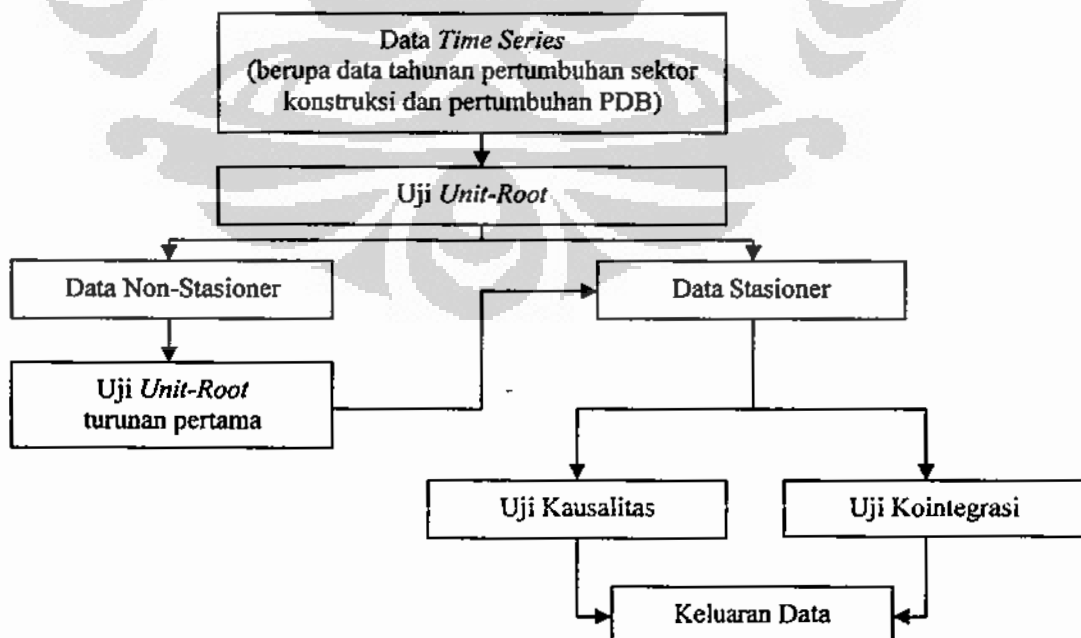 Data Time Series
(berupa data tahunan pertumbuhan sektor
konstruksi dan pertumbuhan PDB)
Uji Unit-Root
Data Non-Stasioner
Data Stasioner
Uji Unit-Root
turunan pertama
Uji Kausalitas
Uji Kointegrasi
Keluaran Data